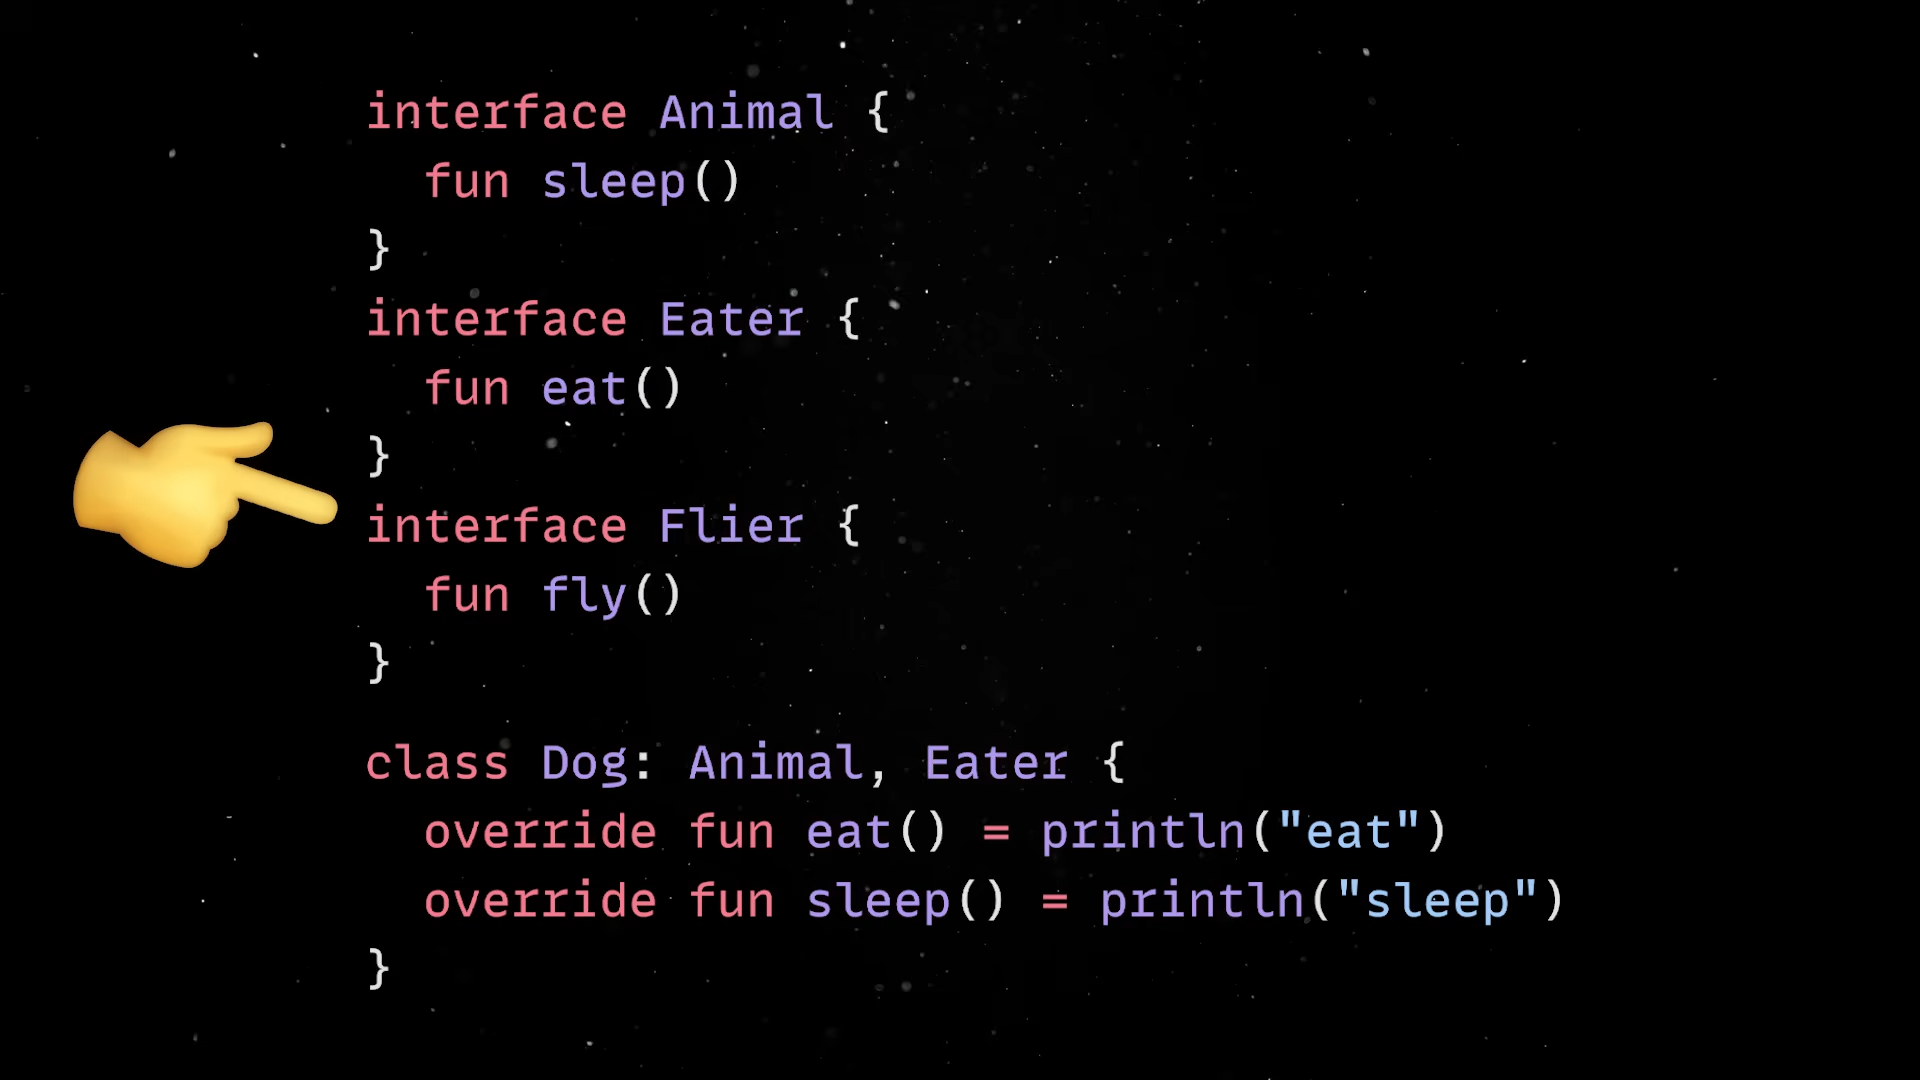 interface Animal {
  fun sleep()
}
interface Eater {
  fun eat()
}
interface Flier {
  fun fly()
}

class Dog: Animal, Eater {
  override fun eat() = println("eat")
  override fun sleep() = println("sleep")
}